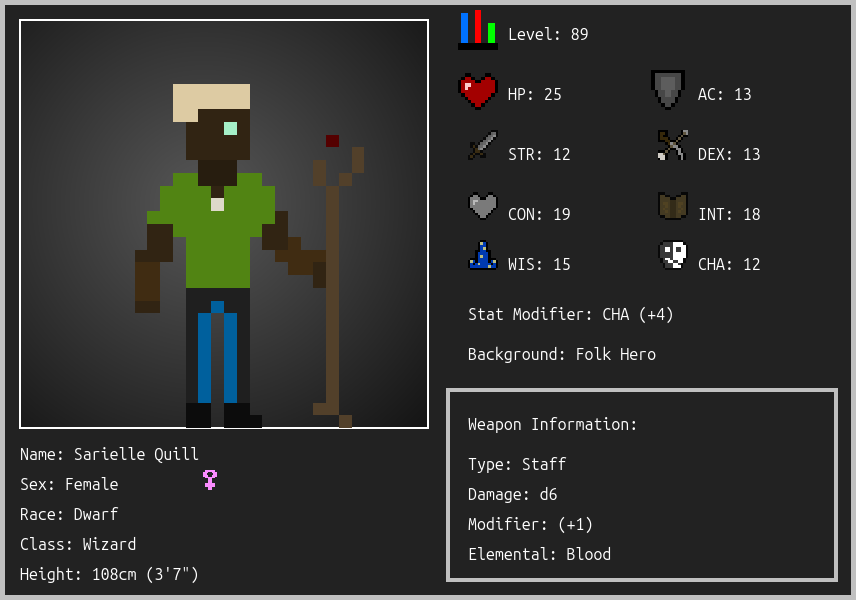 Level: 89
HP: 25
AC: 13
STR: 12
DEX: 13
CON: 19
INT: 18
WIS: 15
CHA: 12
Stat Modifier: CHA (+4)
Background: Folk Hero
Weapon Information:
Type: Staff
Damage: d6
Modifier: (+1)
Elemental: Blood
Name: Sarielle Quill
Sex: Female
Race: Dwarf
Class: Wizard
Height: 108cm (3'7")